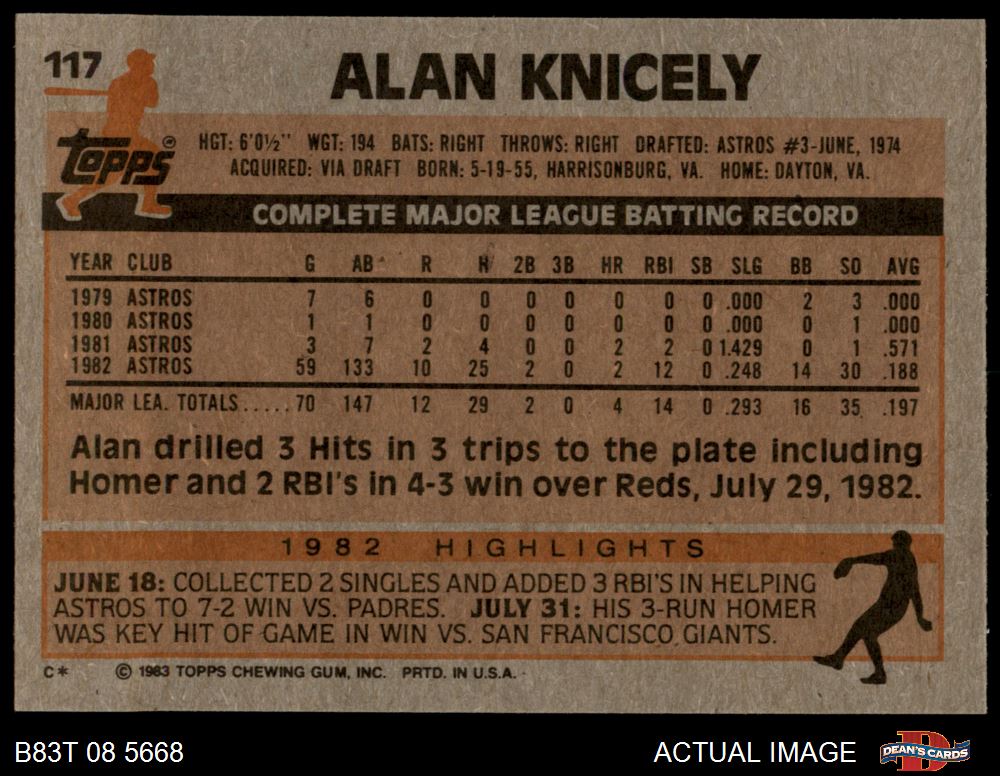 117
ALAN KNICELY
topps®
HGT: 6'0½" WGT: 194 BATS: RIGHT THROWS: RIGHT DRAFTED: ASTROS #3-JUNE, 1974
ACQUIRED: VIA DRAFT BORN: 5-19-55, HARRISONBURG, VA. HOME: DAYTON, VA.
COMPLETE MAJOR LEAGUE BATTING RECORD
YEAR CLUB G AB R H 2B 3B HR RBI SB SLG BB SO AVG
1979 ASTROS 7 6 0 0 0 0 0 0 0 .000 2 3 .000
1980 ASTROS 1 1 0 0 0 0 0 0 0 .000 0 1 .000
1981 ASTROS 3 7 2 4 0 0 2 2 0 1.429 0 1 .571
1982 ASTROS 59 133 10 25 2 0 2 12 0 .248 14 30 .188
MAJOR LEA. TOTALS.....70 147 12 29 2 0 4 14 0 .293 16 35 .197
Alan drilled 3 Hits in 3 trips to the plate including
Homer and 2 RBI's in 4-3 win over Reds, July 29, 1982.
1982 HIGHLIGHTS
JUNE 18: COLLECTED 2 SINGLES AND ADDED 3 RBI'S IN HELPING
ASTROS TO 7-2 WIN VS. PADRES. JULY 31: HIS 3-RUN HOMER
WAS KEY HIT OF GAME IN WIN VS. SAN FRANCISCO GIANTS.
C* © 1983 TOPPS CHEWING GUM, INC. PRTD. IN U.S.A.
B83T 08 5668 ACTUAL IMAGE DEAN'S CARDS